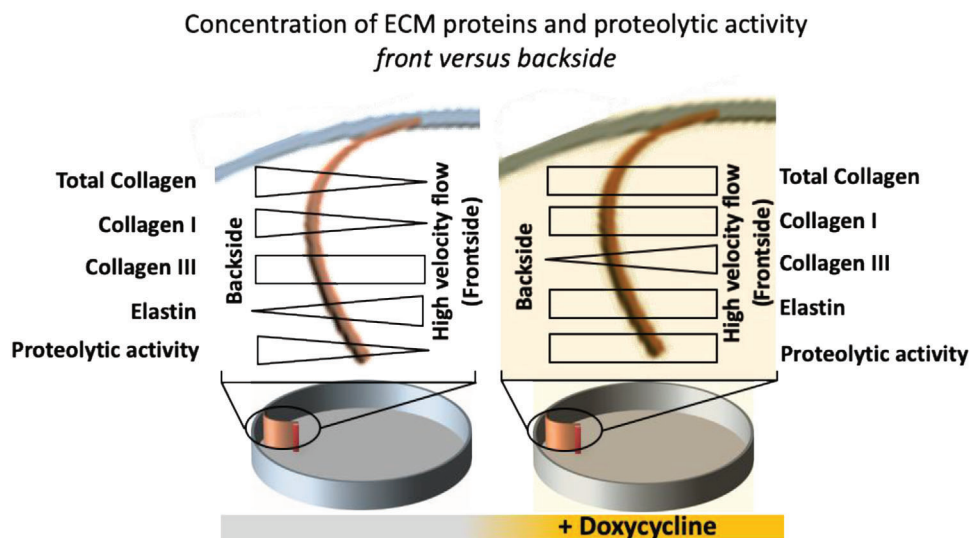 Concentration of ECM proteins and proteolytic activity
front versus backside
Total Collagen
Collagen I
Collagen III
Elastin
Proteolytic activity
Backside
High velocity flow
(Frontside)
Backside
High velocity flow
(Frontside)
Total Collagen
Collagen I
Collagen III
Elastin
Proteolytic activity
+ Doxycycline